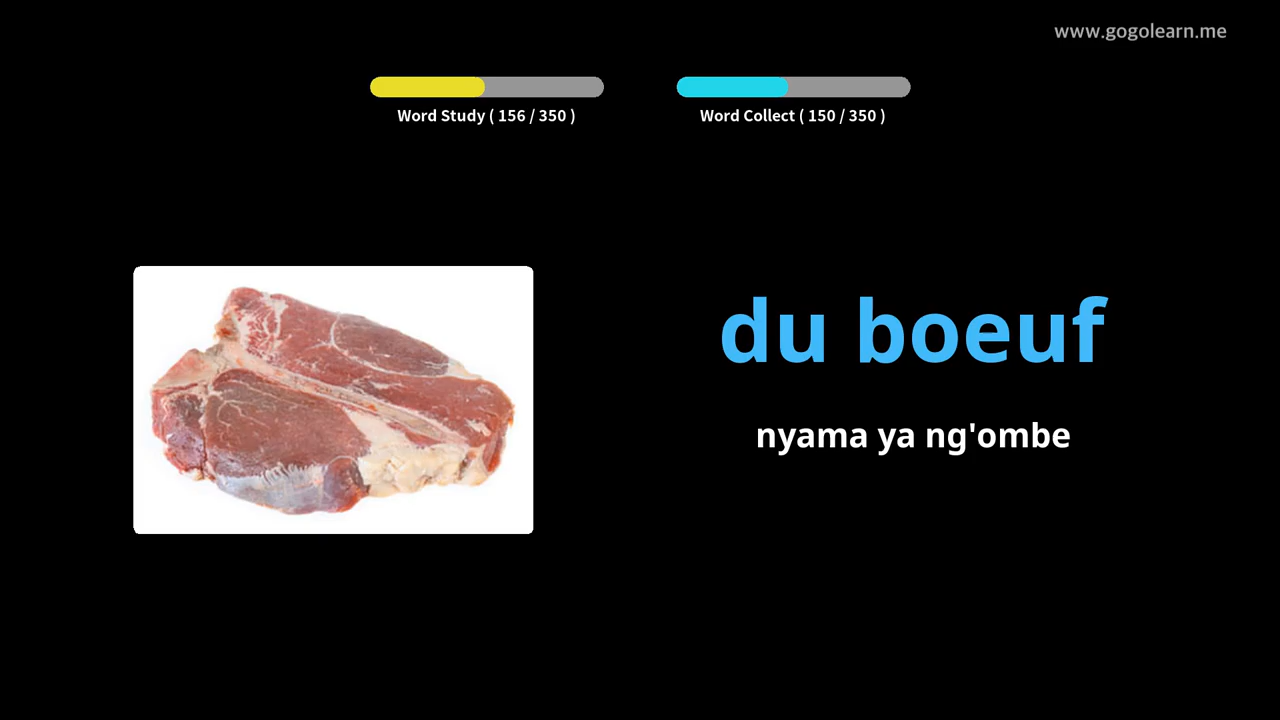 www.gogolearn.me
Word Study ( 156 / 350 )
Word Collect ( 150 / 350 )
du boeuf
nyama ya ng'ombe